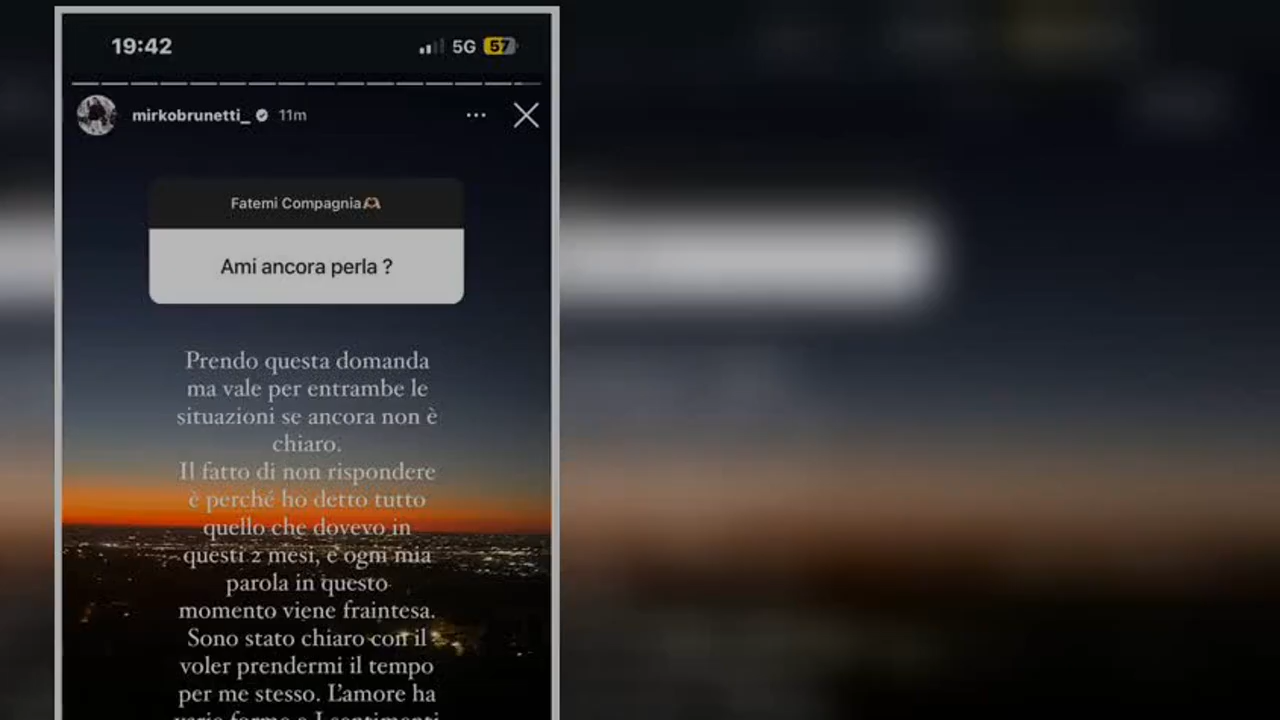 19:42
5G 57
mirkobrunetti_ 11m
Fatemi Compagnia🫶🏼
Ami ancora perla ?
Prendo questa domanda
ma vale per entrambe le
situazioni se ancora non è
chiaro.
Il fatto di non rispondere
è perché ho detto tutto
quello che dovevo in
questi 2 mesi, e ogni mia
parola in questo
momento viene fraintesa.
Sono stato chiaro con il
voler prendermi il tempo
per me stesso. L'amore ha
varie forme e I sentimenti